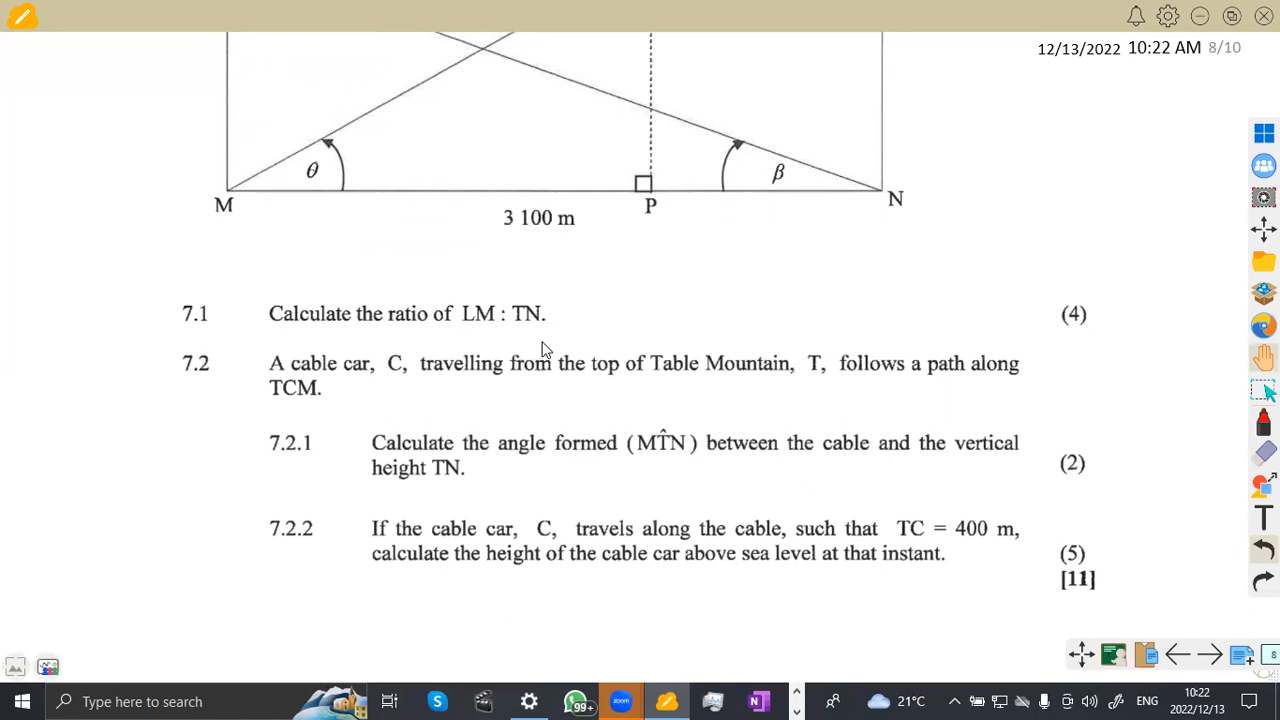 12/13/2022 10:22 AM 8/10
θ
β
M
P
N
3 100 m
7.1 Calculate the ratio of LM : TN. (4)
7.2 A cable car, C, travelling from the top of Table Mountain, T, follows a path along
TCM.
7.2.1 Calculate the angle formed (MT̂N) between the cable and the vertical
height TN. (2)
7.2.2 If the cable car, C, travels along the cable, such that TC = 400 m,
calculate the height of the cable car above sea level at that instant. (5)
[11]
T
8
Type here to search
S
99+
zoom
N
21°C
ENG
10:22
2022/12/13